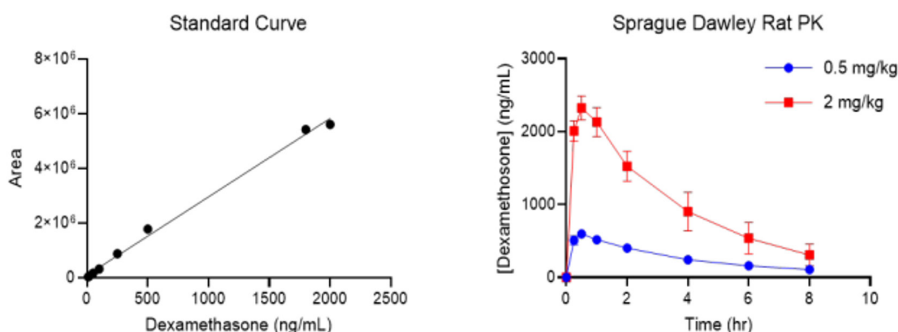 Standard Curve
8×10⁶
6×10⁶
4×10⁶
2×10⁶
0
Area
0 500 1000 1500 2000 2500
Dexamethasone (ng/mL)
Sprague Dawley Rat PK
3000
2000
1000
0
[Dexamethosone] (ng/mL)
0 2 4 6 8 10
Time (hr)
0.5 mg/kg
2 mg/kg